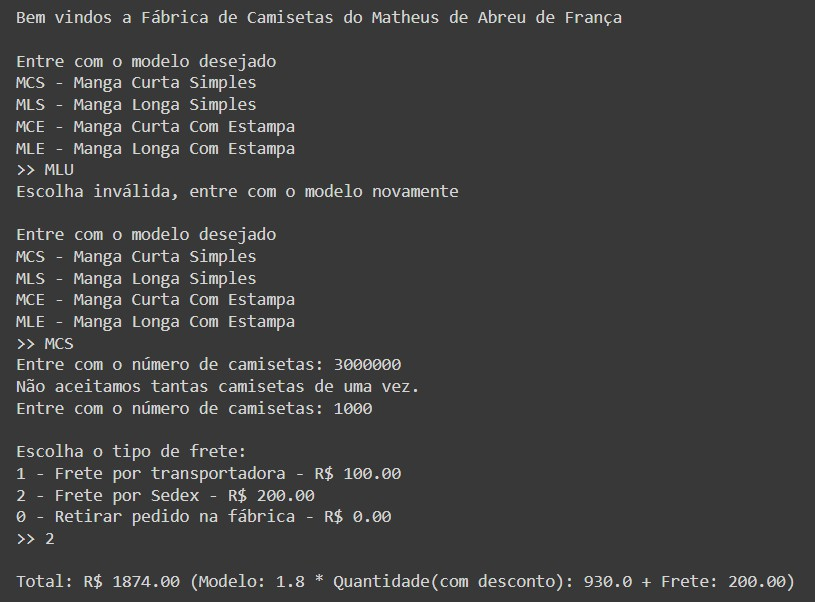 Bem vindos a Fábrica de Camisetas do Matheus de Abreu de França
Entre com o modelo desejado
MCS - Manga Curta Simples
MLS - Manga Longa Simples
MCE - Manga Curta Com Estampa
MLE - Manga Longa Com Estampa
>> MLU
Escolha inválida, entre com o modelo novamente
Entre com o modelo desejado
MCS - Manga Curta Simples
MLS - Manga Longa Simples
MCE - Manga Curta Com Estampa
MLE - Manga Longa Com Estampa
>> MCS
Entre com o número de camisetas: 3000000
Não aceitamos tantas camisetas de uma vez.
Entre com o número de camisetas: 1000
Escolha o tipo de frete:
1 - Frete por transportadora - R$ 100.00
2 - Frete por Sedex - R$ 200.00
0 - Retirar pedido na fábrica - R$ 0.00
>> 2
Total: R$ 1874.00 (Modelo: 1.8 * Quantidade(com desconto): 930.0 + Frete: 200.00)